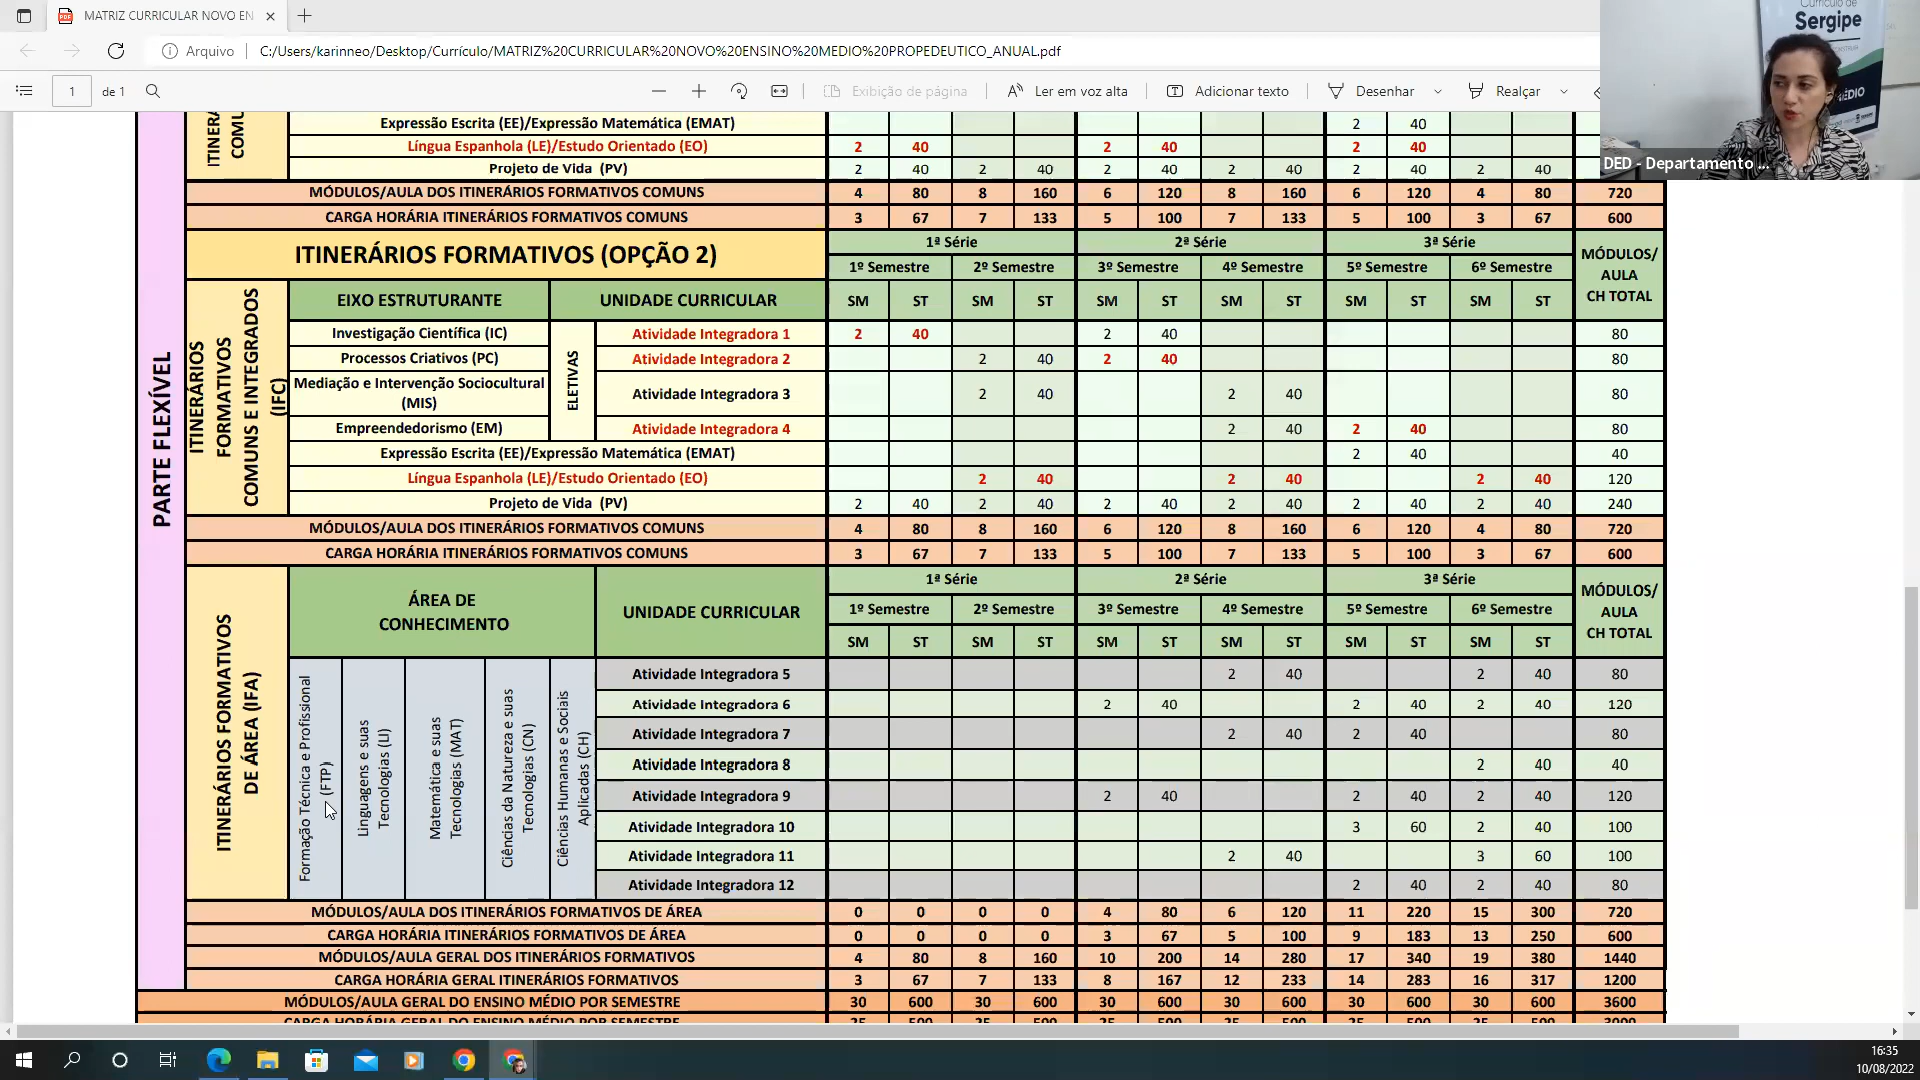 MATRIZ CURRICULAR NOVO EN
Arquivo C:/Users/karinneo/Desktop/Currículo/MATRIZ%20CURRICULAR%20NOVO%20ENSINO%20MEDIO%20PROPEDEUTICO_ANUAL.pdf
1 de 1 Exibição de página Ler em voz alta Adicionar texto Desenhar Realçar
Currículo de
Sergipe
DED - Departamento ...
Expressão Escrita (EE)/Expressão Matemática (EMAT) 2 40
Língua Espanhola (LE)/Estudo Orientado (EO) 2 40 2 40 2 40
Projeto de Vida (PV) 2 40 2 40 2 40 2 40 2 40 2 40
MÓDULOS/AULA DOS ITINERÁRIOS FORMATIVOS COMUNS 4 80 8 160 6 120 8 160 6 120 4 80 720
CARGA HORÁRIA ITINERÁRIOS FORMATIVOS COMUNS 3 67 7 133 5 100 7 133 5 100 3 67 600
PARTE FLEXÍVEL
ITINERÁRIOS FORMATIVOS (OPÇÃO 2) 1ª Série 2ª Série 3ª Série MÓDULOS/
AULA
CH TOTAL
1º Semestre 2º Semestre 3º Semestre 4º Semestre 5º Semestre 6º Semestre
ITINERÁRIOS
FORMATIVOS
COMUNS E INTEGRADOS
(IFC)
EIXO ESTRUTURANTE UNIDADE CURRICULAR SM ST SM ST SM ST SM ST SM ST SM ST
ELETIVAS
Investigação Científica (IC) Atividade Integradora 1 2 40 2 40 80
Processos Criativos (PC) Atividade Integradora 2 2 40 2 40 80
Mediação e Intervenção Sociocultural
(MIS) Atividade Integradora 3 2 40 2 40 80
Empreendedorismo (EM) Atividade Integradora 4 2 40 2 40 80
Expressão Escrita (EE)/Expressão Matemática (EMAT) 2 40 40
Língua Espanhola (LE)/Estudo Orientado (EO) 2 40 2 40 2 40 120
Projeto de Vida (PV) 2 40 2 40 2 40 2 40 2 40 2 40 240
MÓDULOS/AULA DOS ITINERÁRIOS FORMATIVOS COMUNS 4 80 8 160 6 120 8 160 6 120 4 80 720
CARGA HORÁRIA ITINERÁRIOS FORMATIVOS COMUNS 3 67 7 133 5 100 7 133 5 100 3 67 600
ITINERÁRIOS FORMATIVOS
DE ÁREA (IFA)
ÁREA DE
CONHECIMENTO
UNIDADE CURRICULAR
1ª Série 2ª Série 3ª Série MÓDULOS/
AULA
CH TOTAL
1º Semestre 2º Semestre 3º Semestre 4º Semestre 5º Semestre 6º Semestre
SM ST SM ST SM ST SM ST SM ST SM ST
Formação Técnica e Profissional
(FTP)
Linguagens e suas
Tecnologias (LI)
Matemática e suas
Tecnologias (MAT)
Ciências da Natureza e suas
Tecnologias (CN)
Ciências Humanas e Sociais
Aplicadas (CH)
Atividade Integradora 5 2 40 2 40 80
Atividade Integradora 6 2 40 2 40 2 40 120
Atividade Integradora 7 2 40 2 40 80
Atividade Integradora 8 2 40 40
Atividade Integradora 9 2 40 2 40 2 40 120
Atividade Integradora 10 3 60 2 40 100
Atividade Integradora 11 2 40 3 60 100
Atividade Integradora 12 2 40 2 40 80
MÓDULOS/AULA DOS ITINERÁRIOS FORMATIVOS DE ÁREA 0 0 0 0 4 80 6 120 11 220 15 300 720
CARGA HORÁRIA ITINERÁRIOS FORMATIVOS DE ÁREA 0 0 0 0 3 67 5 100 9 183 13 250 600
MÓDULOS/AULA GERAL DOS ITINERÁRIOS FORMATIVOS 4 80 8 160 10 200 14 280 17 340 19 380 1440
CARGA HORÁRIA GERAL ITINERÁRIOS FORMATIVOS 3 67 7 133 8 167 12 233 14 283 16 317 1200
MÓDULOS/AULA GERAL DO ENSINO MÉDIO POR SEMESTRE 30 600 30 600 30 600 30 600 30 600 30 600 3600
CARGA HORÁRIA GERAL DO ENSINO MÉDIO POR SEMESTRE 25 500 25 500 25 500 25 500 25 500 25 500 3000
16:35
10/08/2022